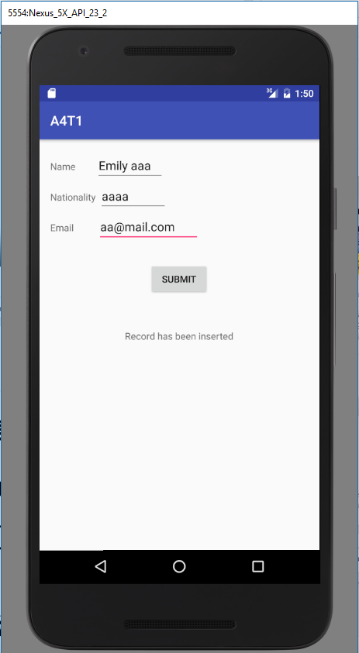 5554:Nexus_5X_API_23_2
1:50
A4T1
Name Emily aaa
Nationality aaaa
Email aa@mail.com
SUBMIT
Record has been inserted